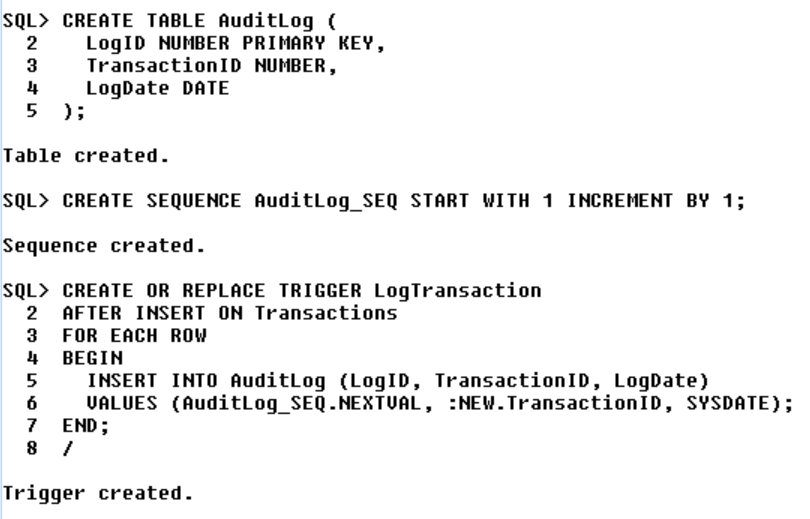 SQL> CREATE TABLE AuditLog (
  2    LogID NUMBER PRIMARY KEY,
  3    TransactionID NUMBER,
  4    LogDate DATE
  5  );
Table created.
SQL> CREATE SEQUENCE AuditLog_SEQ START WITH 1 INCREMENT BY 1;
Sequence created.
SQL> CREATE OR REPLACE TRIGGER LogTransaction
  2  AFTER INSERT ON Transactions
  3  FOR EACH ROW
  4  BEGIN
  5    INSERT INTO AuditLog (LogID, TransactionID, LogDate)
  6    VALUES (AuditLog_SEQ.NEXTVAL, :NEW.TransactionID, SYSDATE);
  7  END;
  8  /
Trigger created.